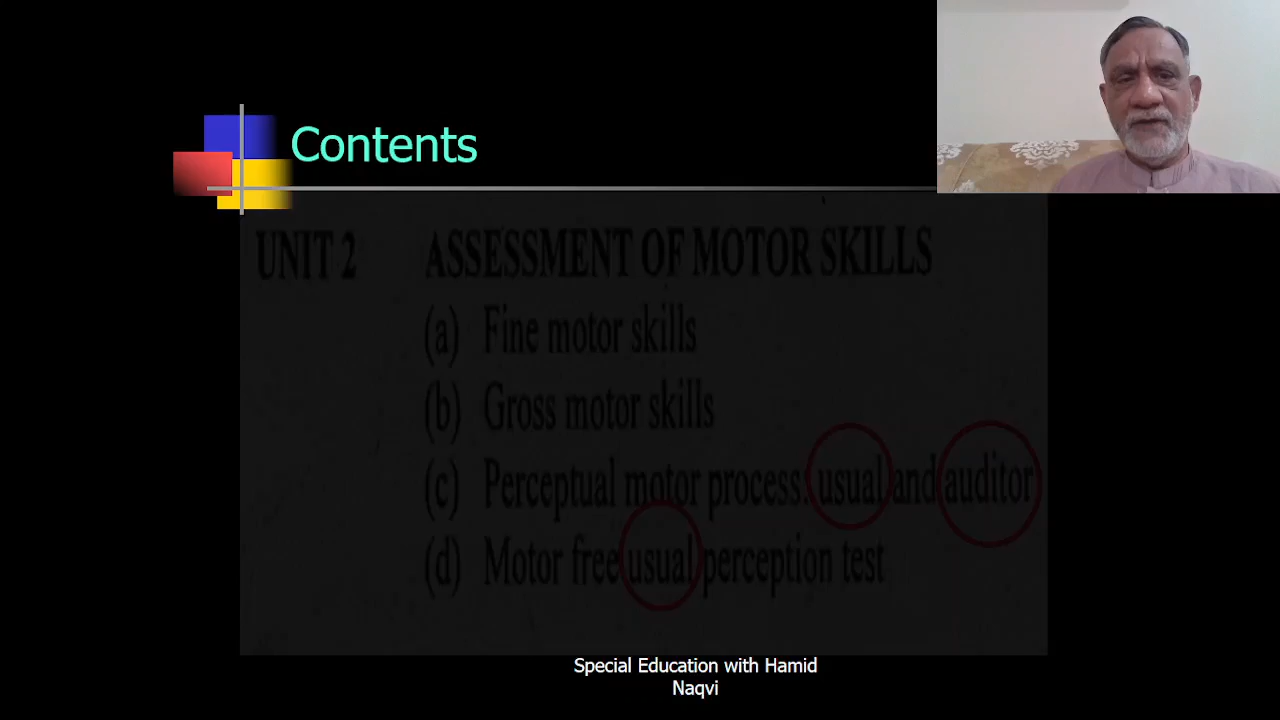 Contents
UNIT 2 ASSESSMENT OF MOTOR SKILLS
(a) Fine motor skills
(b) Gross motor skills
(c) Perceptual motor process: usual and auditor
(d) Motor free usual perception test
Special Education with Hamid
Naqvi